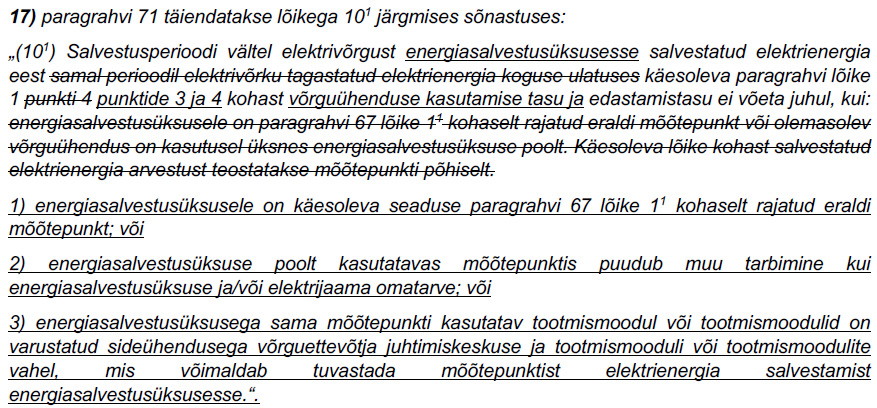 17) paragrahvi 71 täiendatakse lõikega 10¹ järgmises sõnastuses:
„(10¹) Salvestusperioodi vältel elektrivõrgust energiasalvestusüksusesse salvestatud elektrienergia
eest samal perioodil elektrivõrku tagastatud elektrienergia koguse ulatuses käesoleva paragrahvi lõike
1 punkti 4 punktide 3 ja 4 kohast võrguühenduse kasutamise tasu ja edastamistasu ei võeta juhul, kui:
energiasalvestusüksusele on paragrahvi 67 lõike 1¹ kohaselt rajatud eraldi mõõtepunkt või olemasolev
võrguühendus on kasutusel üksnes energiasalvestusüksuse poolt. Käesoleva lõike kohast salvestatud
elektrienergia arvestust teostatakse mõõtepunkti põhiselt.
1) energiasalvestusüksusele on käesoleva seaduse paragrahvi 67 lõike 1¹ kohaselt rajatud eraldi
mõõtepunkt; või
2) energiasalvestusüksuse poolt kasutatavas mõõtepunktis puudub muu tarbimine kui
energiasalvestusüksuse ja/või elektrijaama omatarve; või
3) energiasalvestusüksusega sama mõõtepunkti kasutatav tootmismoodul või tootmismoodulid on
varustatud sideühendusega võrguettevõtja juhtimiskeskuse ja tootmismooduli või tootmismoodulite
vahel, mis võimaldab tuvastada mõõtepunktist elektrienergia salvestamist
energiasalvestusüksusesse.“.